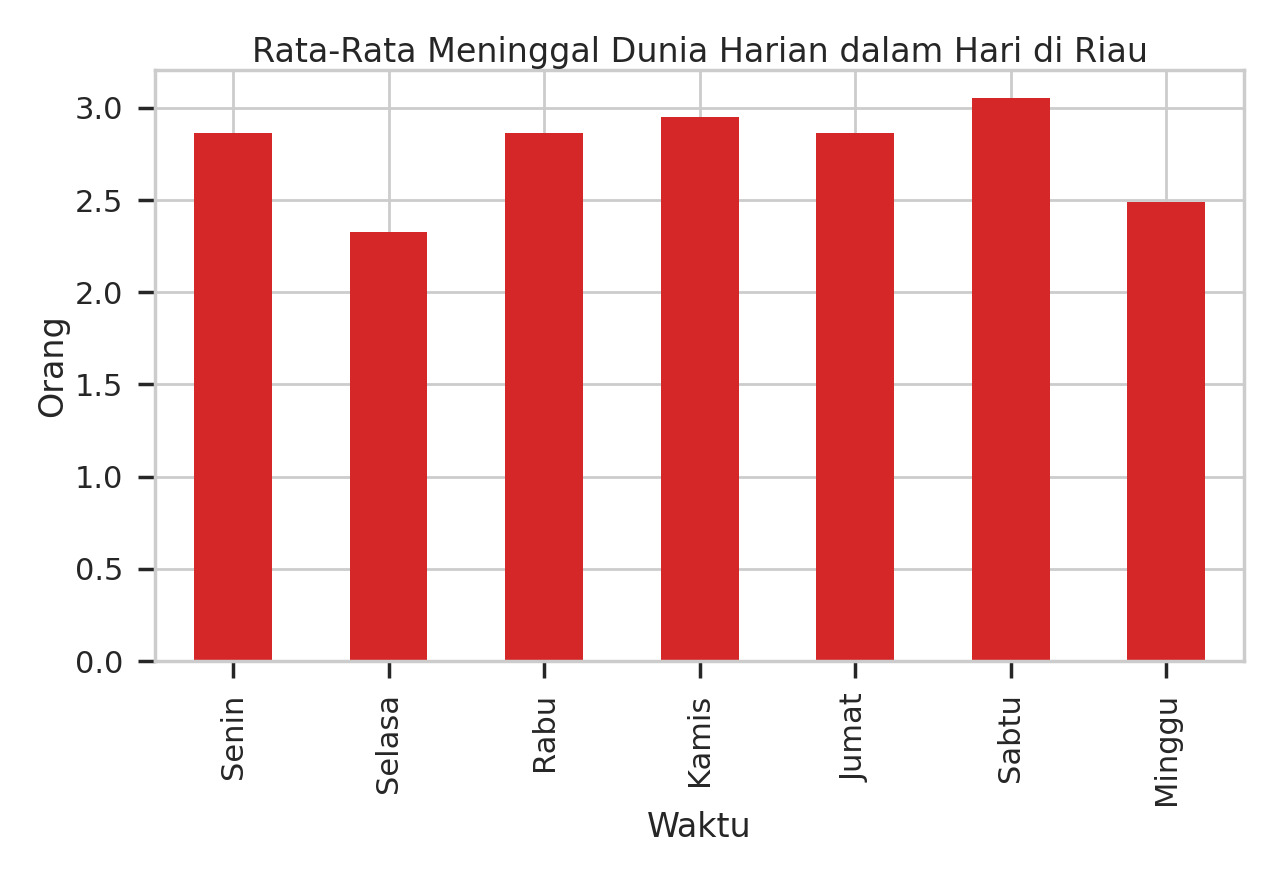 Rata-Rata Meninggal Dunia Harian dalam Hari di Riau
3.0
2.5
2.0
1.5
1.0
0.5
0.0
Orang
Senin
Selasa
Rabu
Kamis
Jumat
Sabtu
Minggu
Waktu